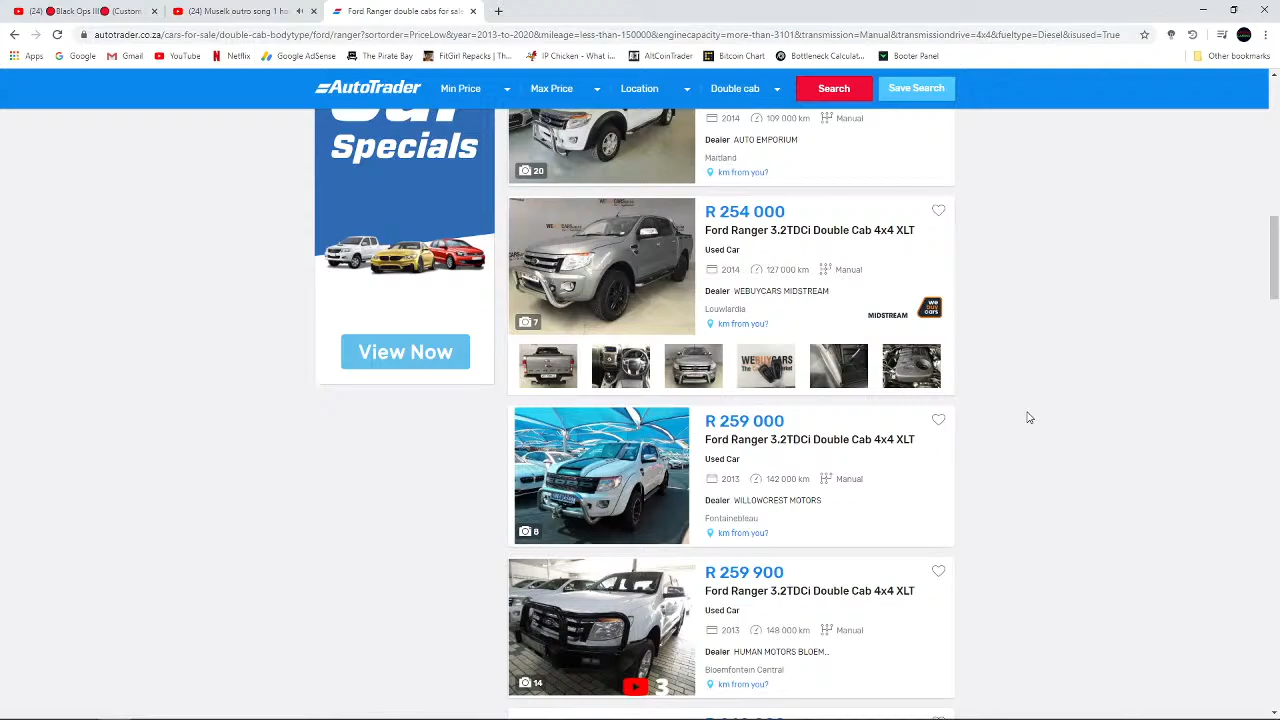 (24) 🔴Black Ops III🔴 (Custom
(24) Muselk outro song 1 ho
Ford Ranger double cabs for sale
autotrader.co.za/cars-for-sale/double-cab-bodytype/ford/ranger?sortorder=PriceLow&year=2013-to-2020&mileage=less-than-150000&enginecapacity=more-than-3101&transmission=Manual&transmissiondrive=4x4&fueltype=Diesel&isused=True
Apps Gmail YouTube Netflix Google AdSense FitGirl Repacks | Th... IP Chicken - What i... AltCoinTrader Bitcoin Chart Bottleneck Calculat... Booter Panel Other bookmarks
AutoTrader Min Price Max Price Location Double cab Search Save Search
Specials
View Now
2014 109 000 km Manual
Dealer AUTO EMPORIUM
Maitland
km from you?
20
R 254 000
Ford Ranger 3.2TDCi Double Cab 4x4 XLT
Used Car
2014 127 000 km Manual
Dealer WEBUYCARS MIDSTREAM
Louwlardia
MIDSTREAM
we buy cars
km from you?
7
WEBUYCARS
R 259 000
Ford Ranger 3.2TDCi Double Cab 4x4 XLT
Used Car
2013 142 000 km Manual
Dealer WILLOWCREST MOTORS
Fontainebleau
km from you?
8
R 259 900
Ford Ranger 3.2TDCi Double Cab 4x4 XLT
Used Car
2013 148 000 km Manual
Dealer HUMAN MOTORS BLOEM...
Bloemfontein Central
km from you?
14
3